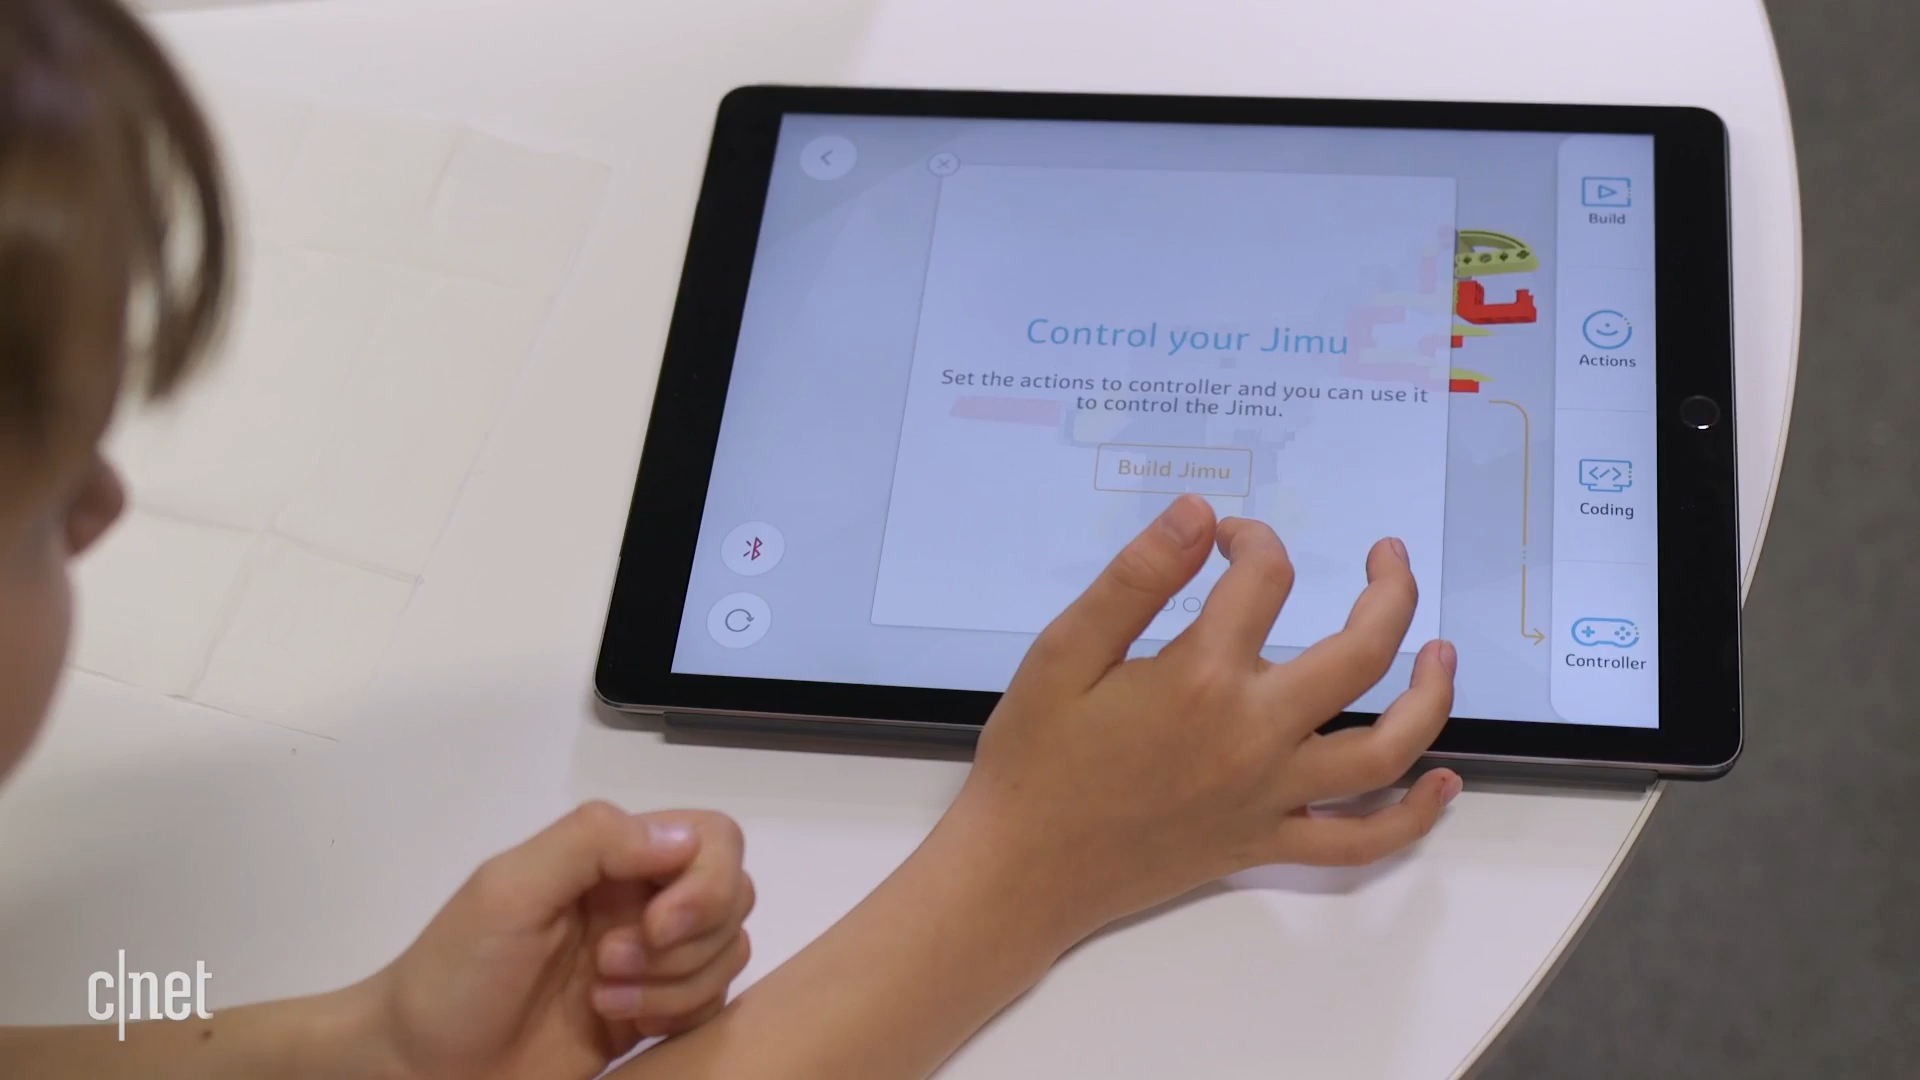 Build
Control your Jimu
Set the actions to controller and you can use it
to control the Jimu.
Actions
Build Jimu
Coding
Controller
c|net